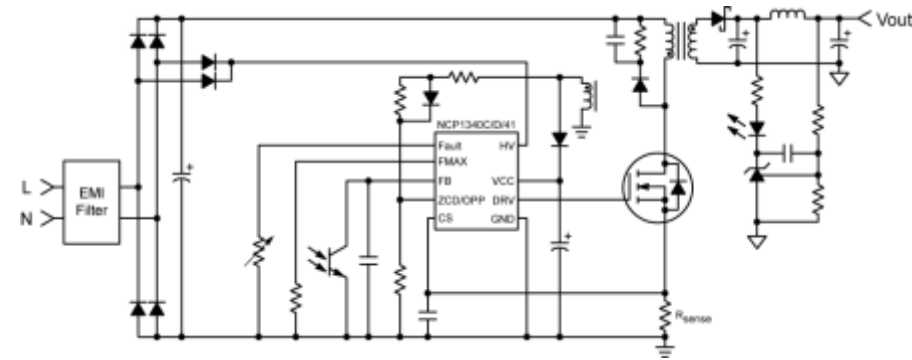 Vout
NCP1340C/D/41
Fault HV
FMAX
FB VCC
ZCD/OPP DRV
CS GND
L
N
EMI
Filter
Rsense